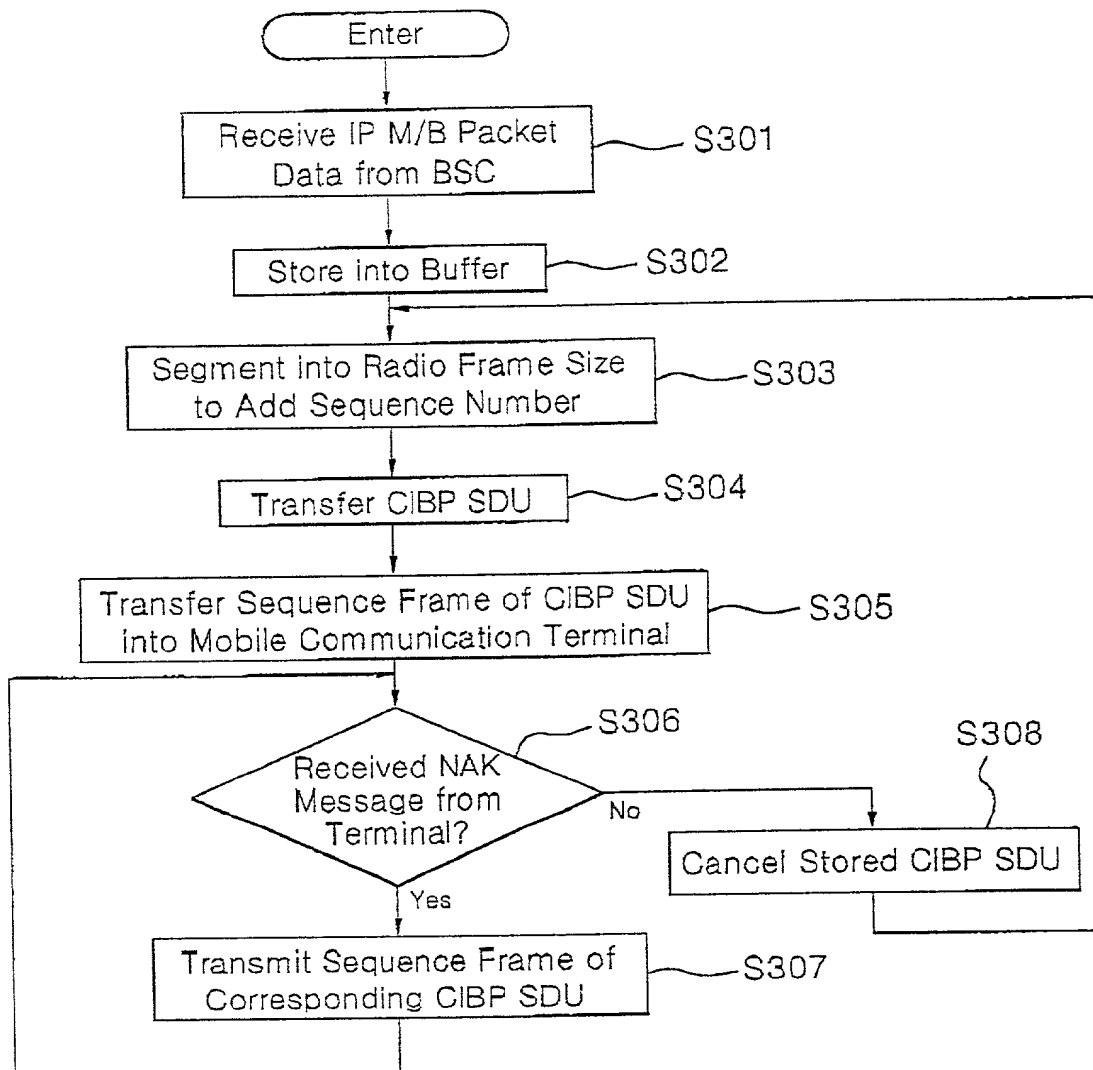 Enter
Receive IP M/B Packet
Data from BSC
S301
Store into Buffer
S302
Segment into Radio Frame Size
to Add Sequence Number
S303
Transfer CIBP SDU
S304
Transfer Sequence Frame of CIBP SDU
into Mobile Communication Terminal
S305
S306
Received NAK
Message from
Terminal?
No
S308
Cancel Stored CIBP SDU
Yes
Transmit Sequence Frame of
Corresponding CIBP SDU
S307